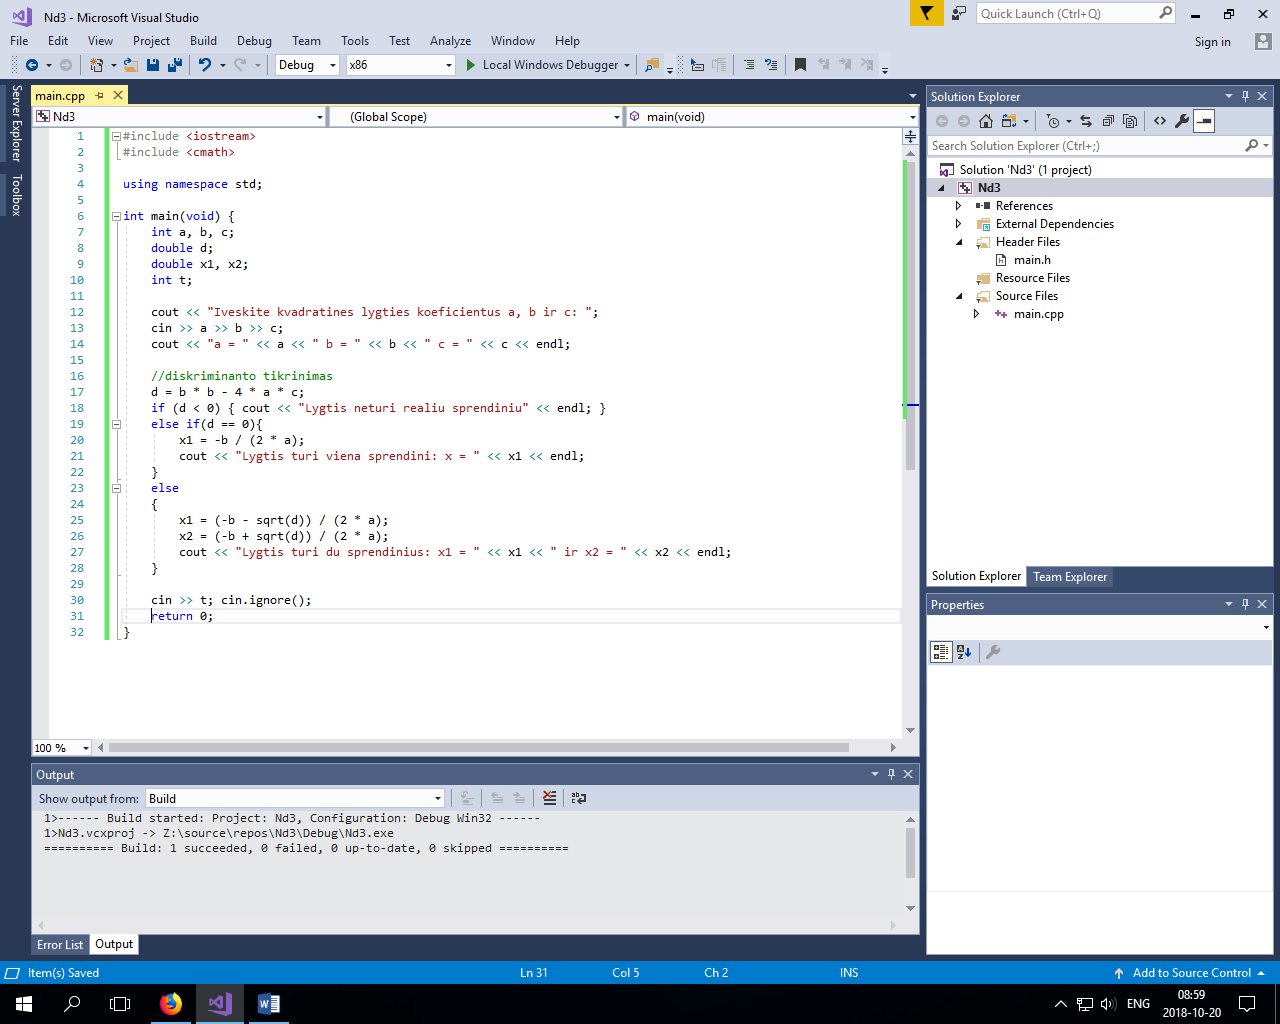 Nd3 - Microsoft Visual Studio
Quick Launch (Ctrl+Q)
File Edit View Project Build Debug Team Tools Test Analyze Window Help
Sign in
Debug x86 Local Windows Debugger
Server Explorer
Toolbox
main.cpp
Nd3 (Global Scope) main(void)
1 #include <iostream>
2 #include <cmath>
3
4 using namespace std;
5
6 int main(void) {
7 int a, b, c;
8 double d;
9 double x1, x2;
10 int t;
11
12 cout << "Iveskite kvadratines lygties koeficientus a, b ir c: ";
13 cin >> a >> b >> c;
14 cout << "a = " << a << " b = " << b << " c = " << c << endl;
15
16 //diskriminanto tikrinimas
17 d = b * b - 4 * a * c;
18 if (d < 0) { cout << "Lygtis neturi realiu sprendiniu" << endl; }
19 else if(d == 0){
20 x1 = -b / (2 * a);
21 cout << "Lygtis turi viena sprendini: x = " << x1 << endl;
22 }
23 else
24 {
25 x1 = (-b - sqrt(d)) / (2 * a);
26 x2 = (-b + sqrt(d)) / (2 * a);
27 cout << "Lygtis turi du sprendinius: x1 = " << x1 << " ir x2 = " << x2 << endl;
28 }
29
30 cin >> t; cin.ignore();
31 return 0;
32 }
100 %
Output
Show output from: Build
1>------ Build started: Project: Nd3, Configuration: Debug Win32 ------
1>Nd3.vcxproj -> Z:\source\repos\Nd3\Debug\Nd3.exe
========== Build: 1 succeeded, 0 failed, 0 up-to-date, 0 skipped ==========
Error List Output
Solution Explorer
Search Solution Explorer (Ctrl+;)
Solution 'Nd3' (1 project)
Nd3
References
External Dependencies
Header Files
main.h
Resource Files
Source Files
main.cpp
Solution Explorer Team Explorer
Properties
Item(s) Saved Ln 31 Col 5 Ch 2 INS Add to Source Control
ENG 08:59
2018-10-20